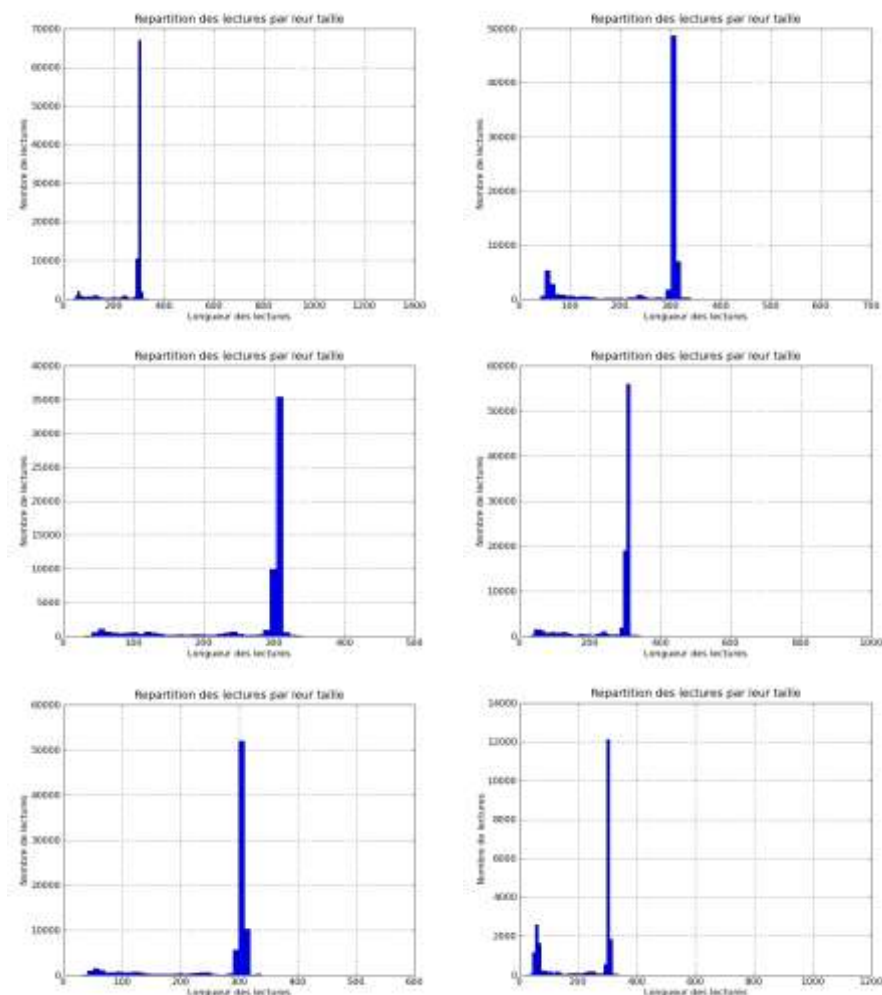 Repartition des lectures par leur taille
70000
60000
50000
40000
30000
20000
10000
0
Nombre de lectures
0 200 400 600 800 1000 1200 1400
Longueur des lectures
Repartition des lectures par leur taille
50000
40000
30000
20000
10000
0
Nombre de lectures
0 100 200 300 400 500 600 700
Longueur des lectures
Repartition des lectures par leur taille
40000
35000
30000
25000
20000
15000
10000
5000
0
Nombre de lectures
0 100 200 300 400 500
Longueur des lectures
Repartition des lectures par leur taille
60000
50000
40000
30000
20000
10000
0
Nombre de lectures
0 200 400 600 800 1000
Longueur des lectures
Repartition des lectures par leur taille
60000
50000
40000
30000
20000
10000
0
Nombre de lectures
0 100 200 300 400 500 600
Longueur des lectures
Repartition des lectures par leur taille
14000
12000
10000
8000
6000
4000
2000
0
Nombre de lectures
0 200 400 600 800 1000 1200
Longueur des lectures